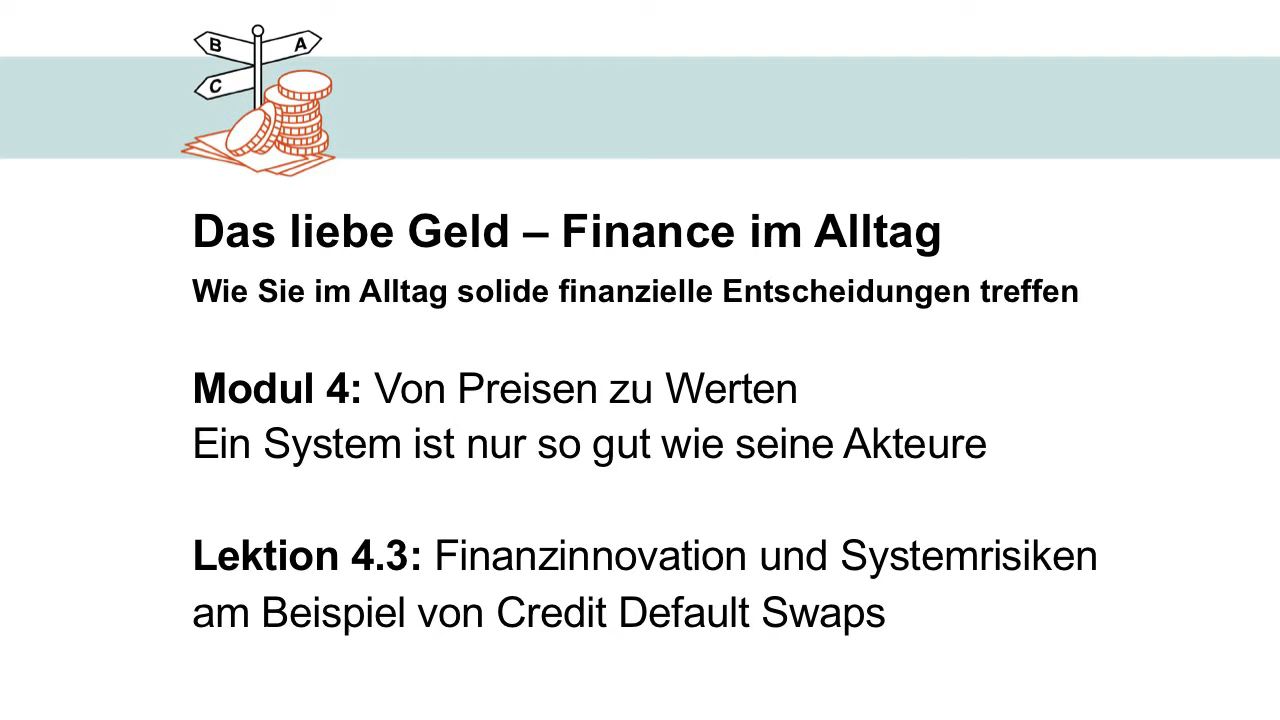 B
A
C
Das liebe Geld – Finance im Alltag
Wie Sie im Alltag solide finanzielle Entscheidungen treffen
Modul 4: Von Preisen zu Werten
Ein System ist nur so gut wie seine Akteure
Lektion 4.3: Finanzinnovation und Systemrisiken
am Beispiel von Credit Default Swaps